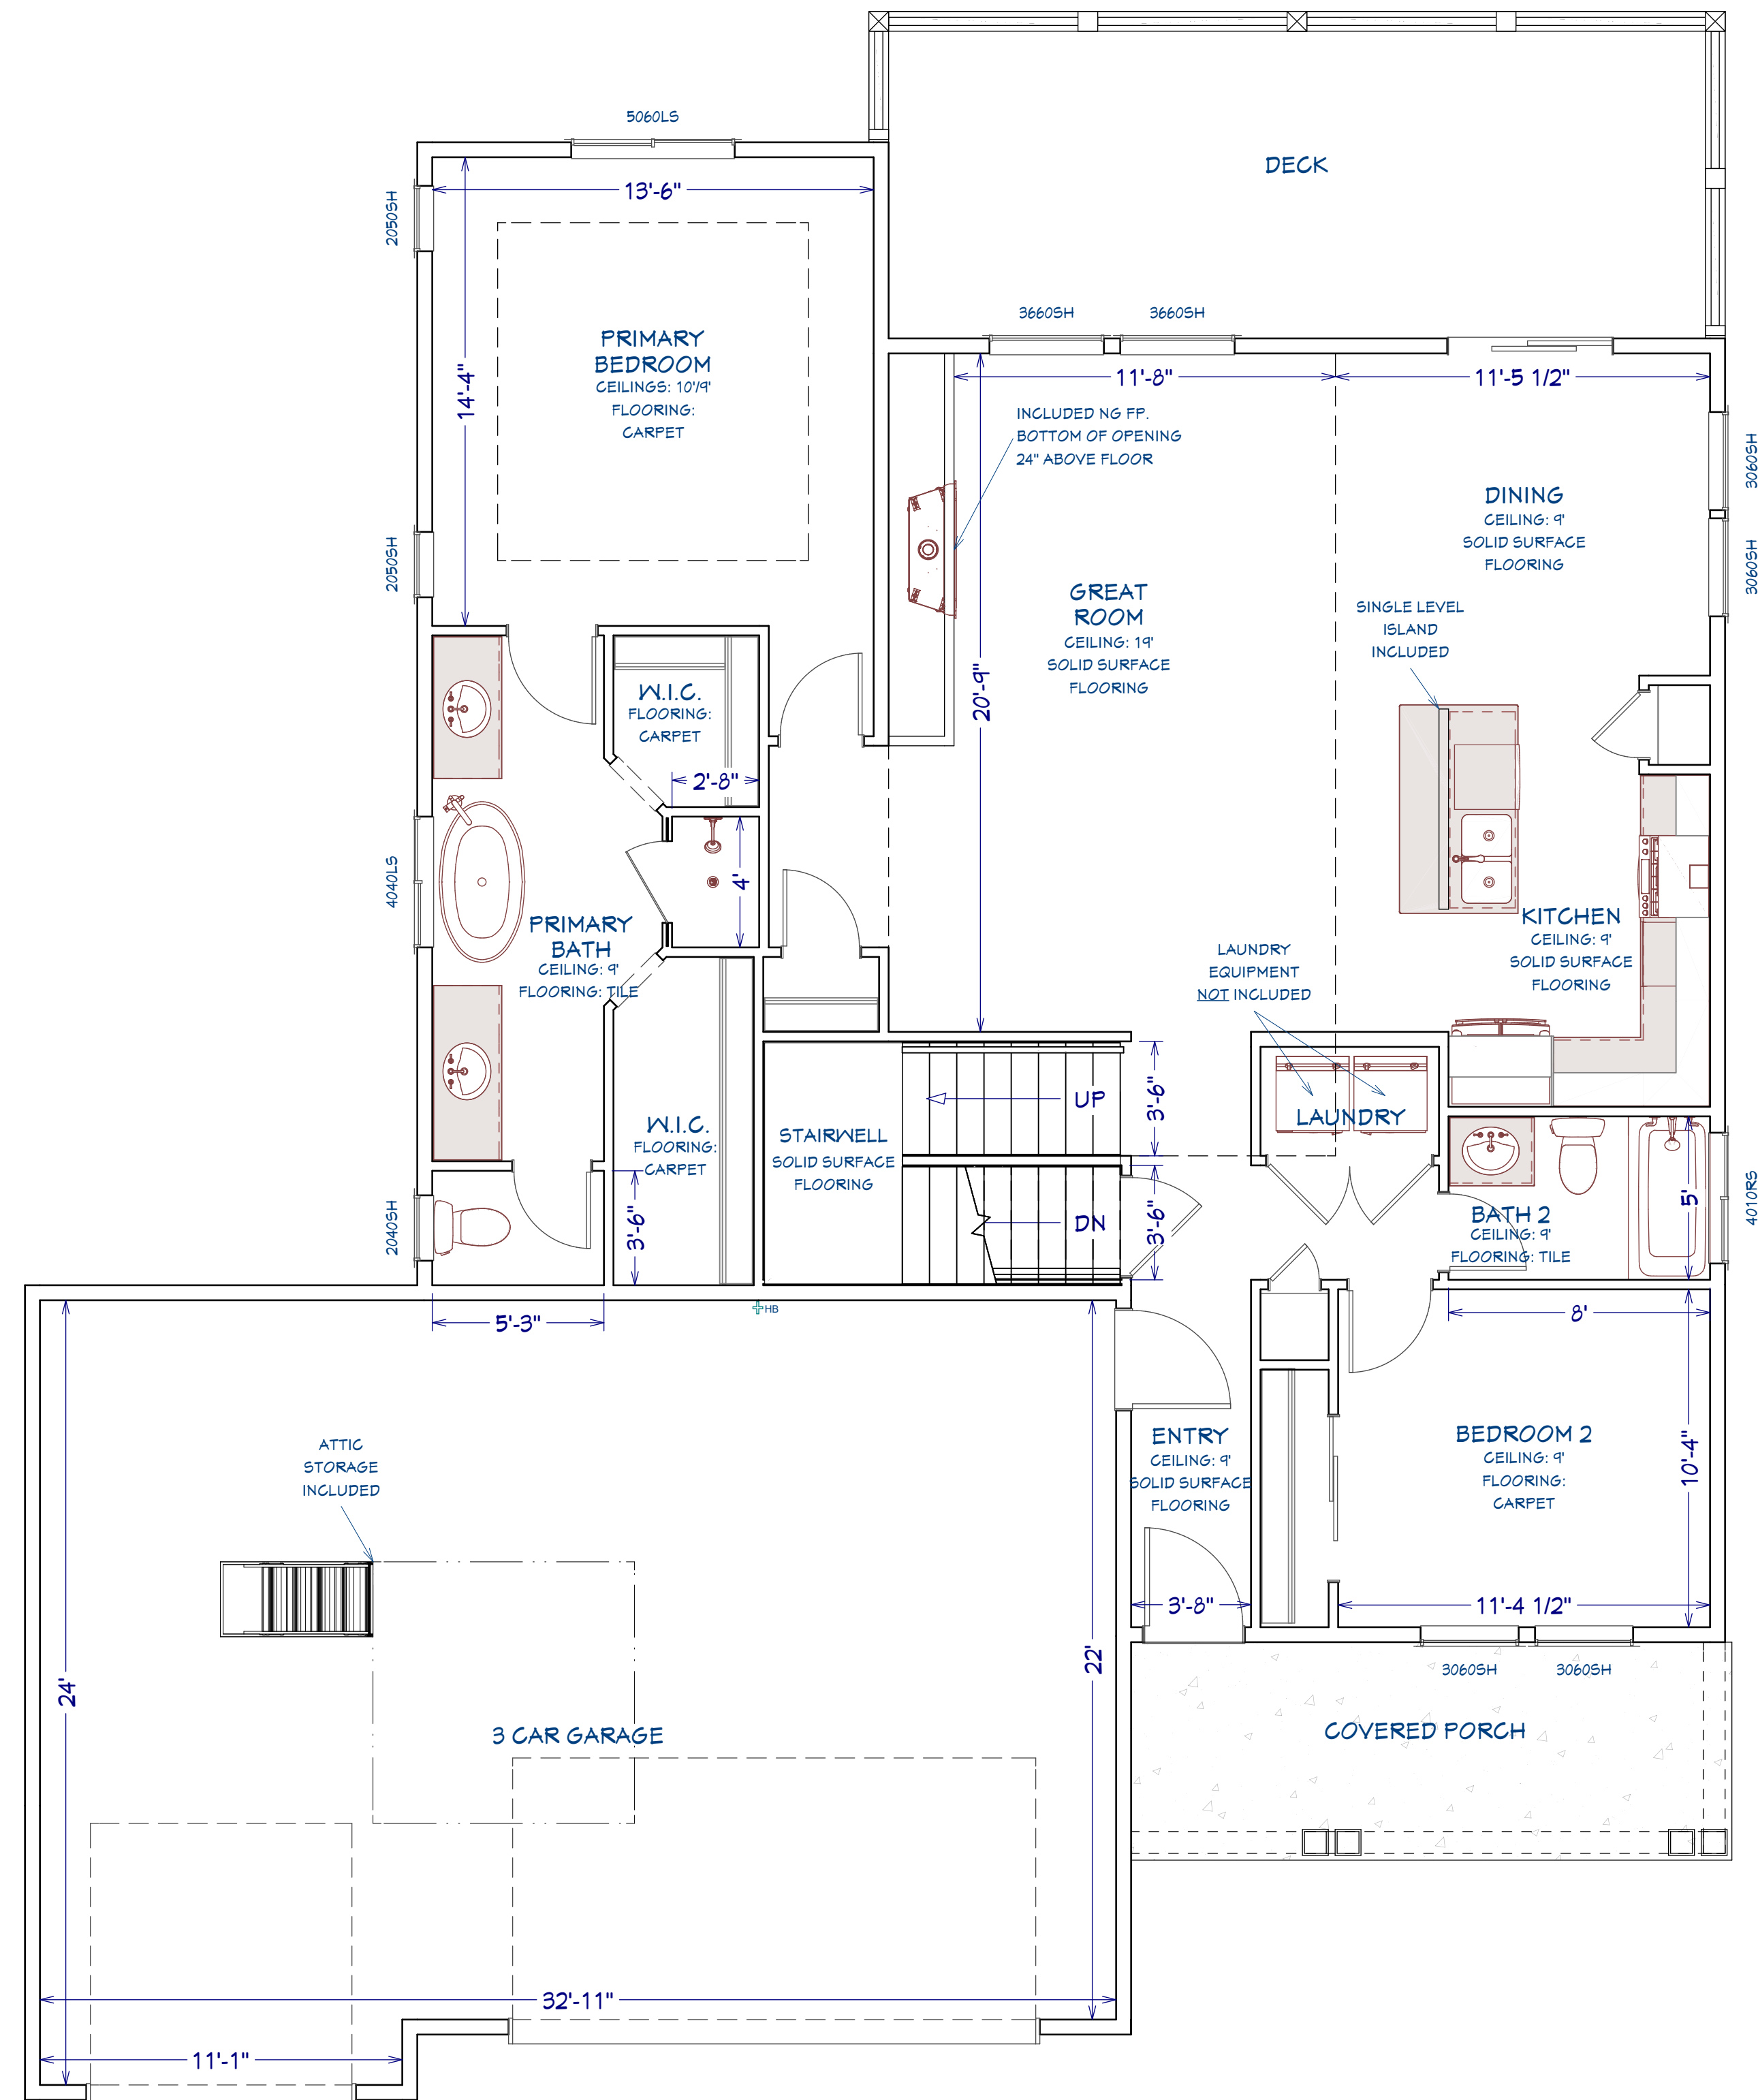 DECK
5060LS
13'-6"
2050SH
14'-4"
PRIMARY
BEDROOM
CEILINGS: 10'/9'
FLOORING:
CARPET
2050SH
3660SH
3660SH
11'-8"
11'-5 1/2"
INCLUDED NG FP.
BOTTOM OF OPENING
24" ABOVE FLOOR
3060SH
3060SH
DINING
CEILING: 9'
SOLID SURFACE
FLOORING
GREAT
ROOM
CEILING: 19'
SOLID SURFACE
FLOORING
20'-9"
SINGLE LEVEL
ISLAND
INCLUDED
W.I.C.
FLOORING:
CARPET
2'-8"
4'
4040LS
PRIMARY
BATH
CEILING: 9'
FLOORING: TILE
KITCHEN
CEILING: 9'
SOLID SURFACE
FLOORING
LAUNDRY
EQUIPMENT
NOT INCLUDED
UP
3'-6"
LAUNDRY
W.I.C.
FLOORING:
CARPET
STAIRWELL
SOLID SURFACE
FLOORING
DN
3'-6"
3'-6"
2040SH
BATH 2
CEILING: 9'
FLOORING: TILE
5'
4010RS
5'-3"
HB
8'
ATTIC
STORAGE
INCLUDED
ENTRY
CEILING: 9'
SOLID SURFACE
FLOORING
BEDROOM 2
CEILING: 9'
FLOORING:
CARPET
10'-4"
3'-8"
11'-4 1/2"
3060SH
3060SH
24'
22'
3 CAR GARAGE
COVERED PORCH
32'-11"
11'-1"